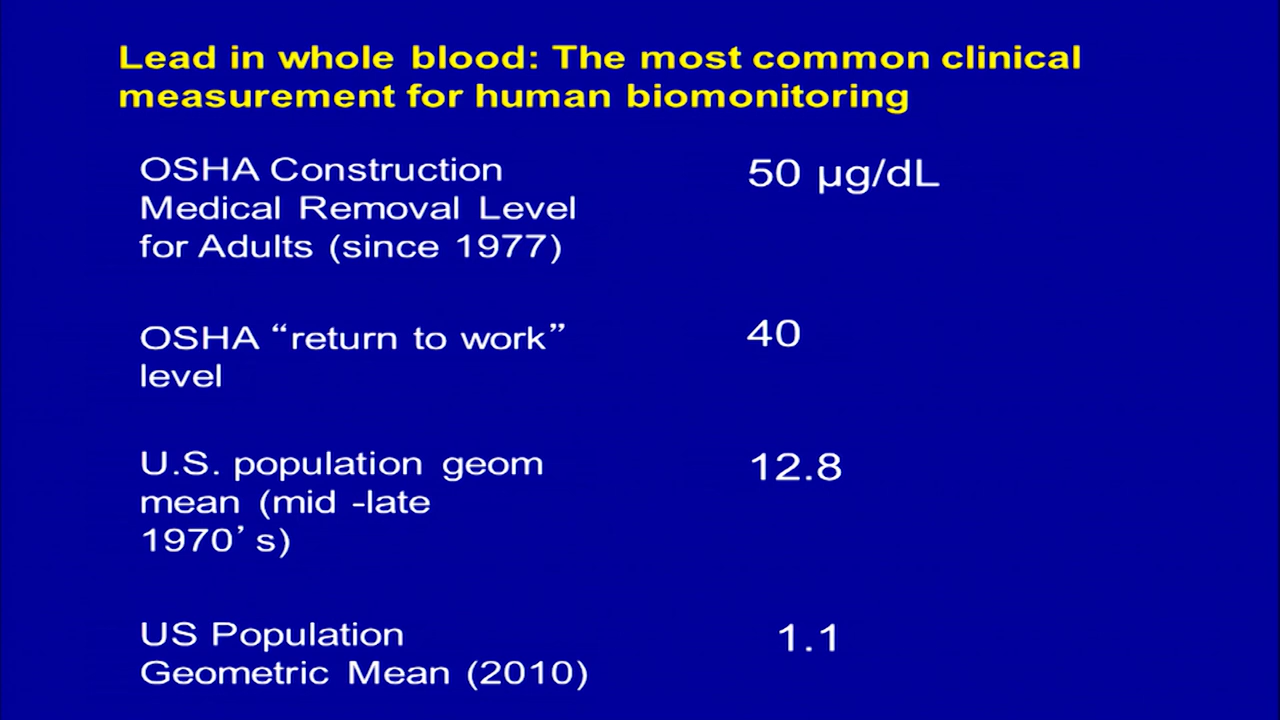 Lead in whole blood: The most common clinical
measurement for human biomonitoring
OSHA Construction
Medical Removal Level
for Adults (since 1977)
50 µg/dL
OSHA “return to work”
level
40
U.S. population geom
mean (mid -late
1970’ s)
12.8
US Population
Geometric Mean (2010)
1.1